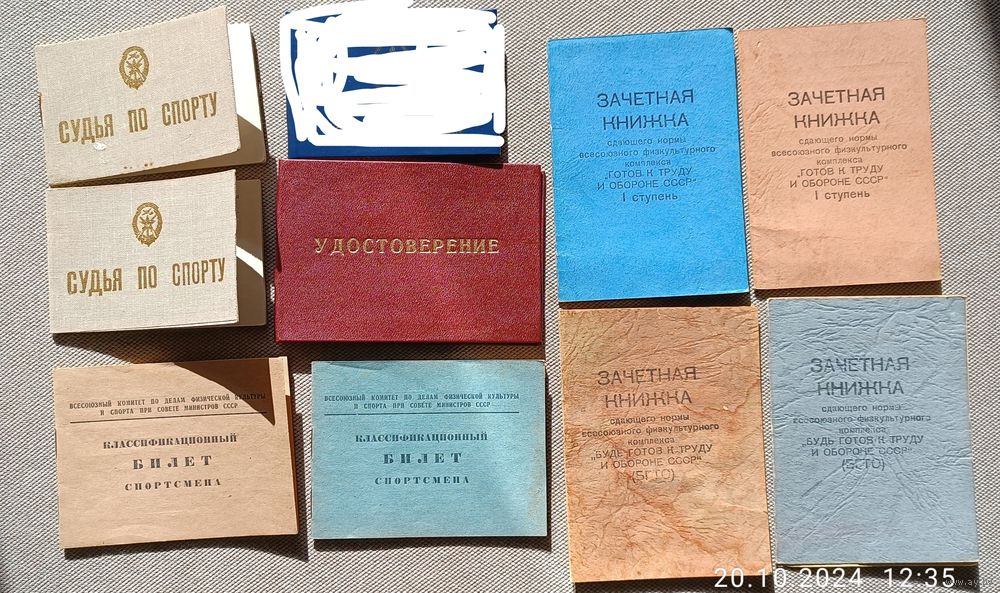 СУДЬЯ ПО СПОРТУ
СУДЬЯ ПО СПОРТУ
УДОСТОВЕРЕНИЕ
ВСЕСОЮЗНЫЙ КОМИТЕТ ПО ДЕЛАМ ФИЗИЧЕСКОЙ КУЛЬТУРЫ
И СПОРТА ПРИ СОВЕТЕ МИНИСТРОВ СССР
КЛАССИФИКАЦИОННЫЙ
БИЛЕТ
СПОРТСМЕНА
ВСЕСОЮЗНЫЙ КОМИТЕТ ПО ДЕЛАМ ФИЗИЧЕСКОЙ КУЛЬТУРЫ
И СПОРТА ПРИ СОВЕТЕ МИНИСТРОВ СССР
КЛАССИФИКАЦИОННЫЙ
БИЛЕТ
СПОРТСМЕНА
ЗАЧЕТНАЯ
КНИЖКА
сдающего нормы
всесоюзного физкультурного
комплекса
„ГОТОВ К ТРУДУ
И ОБОРОНЕ СССР"
I ступень
ЗАЧЕТНАЯ
КНИЖКА
сдающего нормы
всесоюзного физкультурного
комплекса
„ГОТОВ К ТРУДУ
И ОБОРОНЕ СССР"
I ступень
ЗАЧЕТНАЯ
КНИЖКА
сдающего нормы
всесоюзного физкультурного
комплекса
„БУДЬ ГОТОВ К ТРУДУ
И ОБОРОНЕ СССР"
(БГТО)
ЗАЧЕТНАЯ
КНИЖКА
сдающего нормы
всесоюзного физкультурного
комплекса
„БУДЬ ГОТОВ К ТРУДУ
И ОБОРОНЕ СССР"
(БГТО)
20.10.2024 12:35